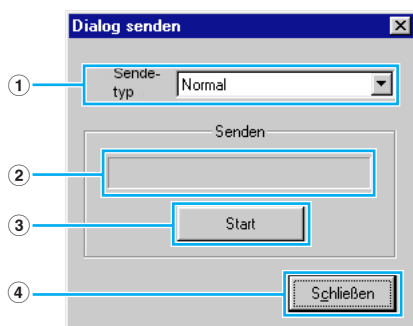 Dialog senden
1
Sende-
typ
Normal
Senden
2
3
Start
4
Schließen